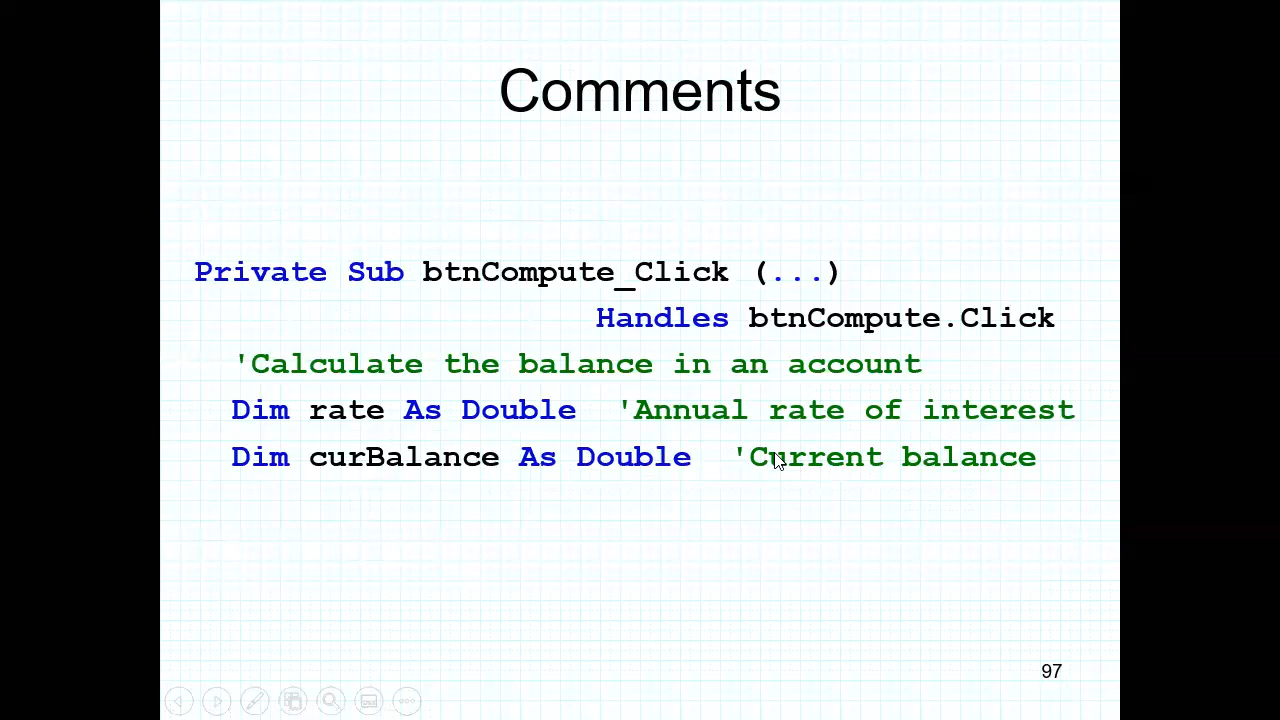 Comments
Private Sub btnCompute_Click (...)
Handles btnCompute.Click
'Calculate the balance in an account
Dim rate As Double 'Annual rate of interest
Dim curBalance As Double 'Current balance
97